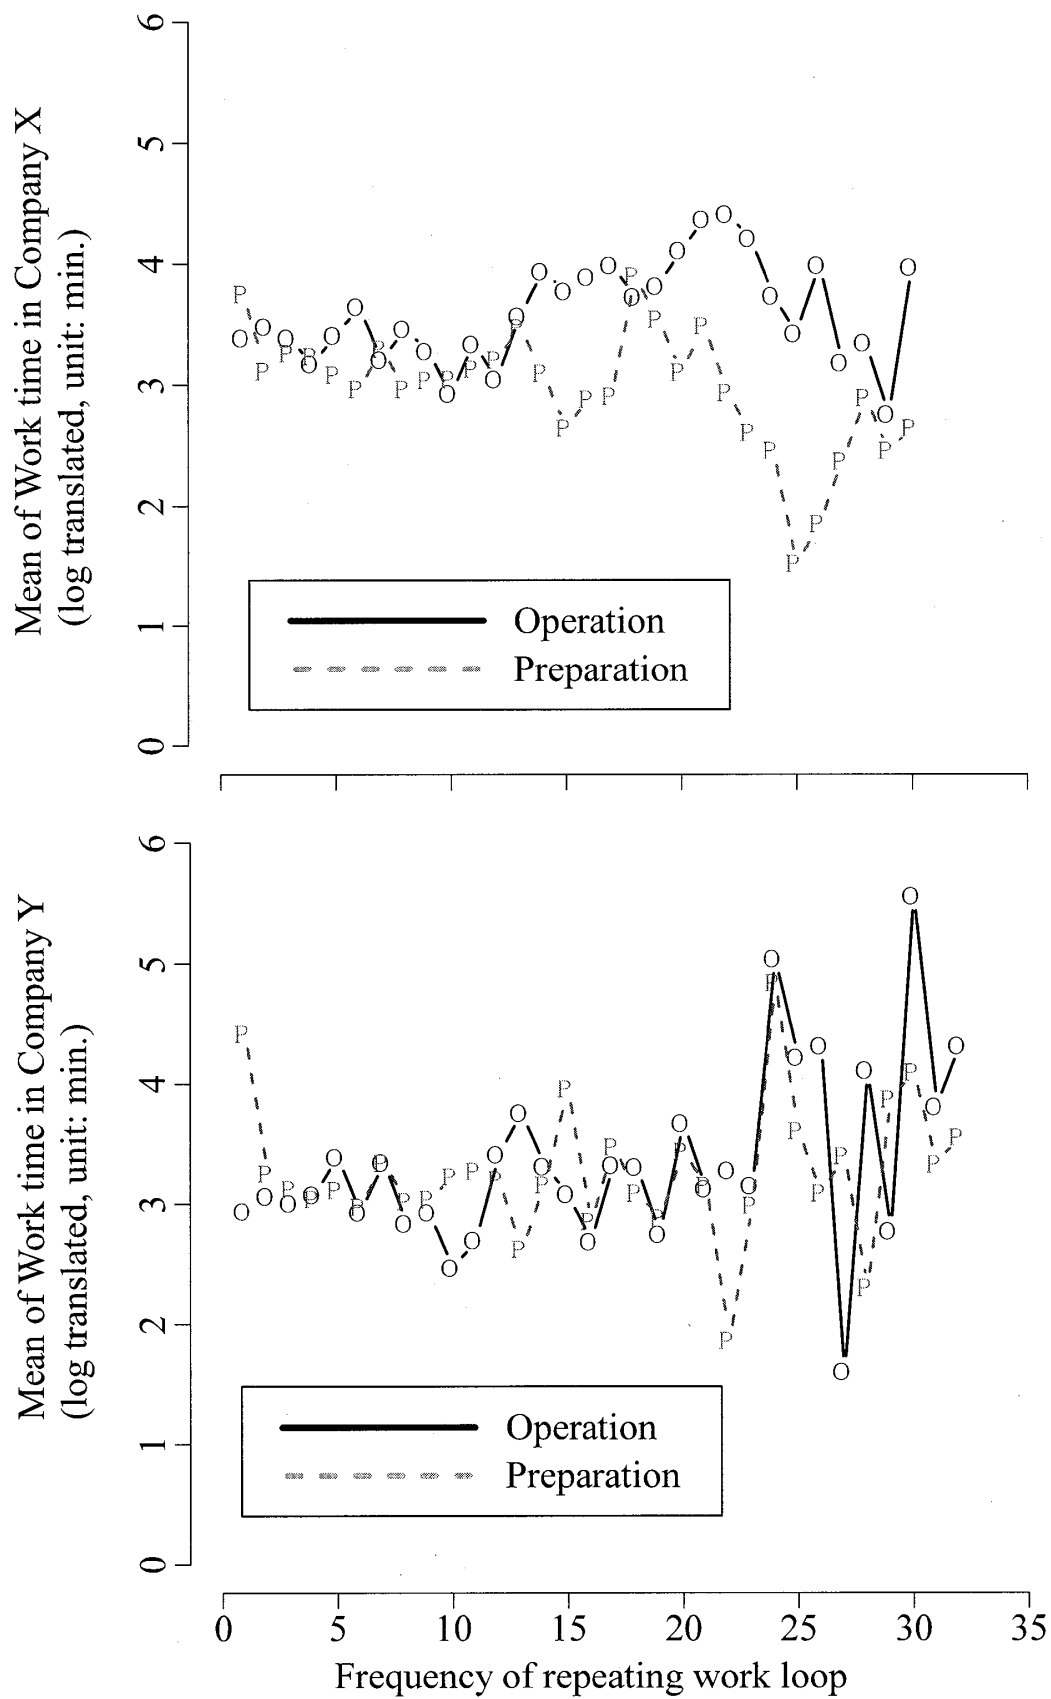 Mean of Work time in Company X
(log translated, unit: min.)
6
5
4
3
2
1
0
Operation
Preparation
Mean of Work time in Company Y
(log translated, unit: min.)
6
5
4
3
2
1
0
Operation
Preparation
0 5 10 15 20 25 30 35
Frequency of repeating work loop